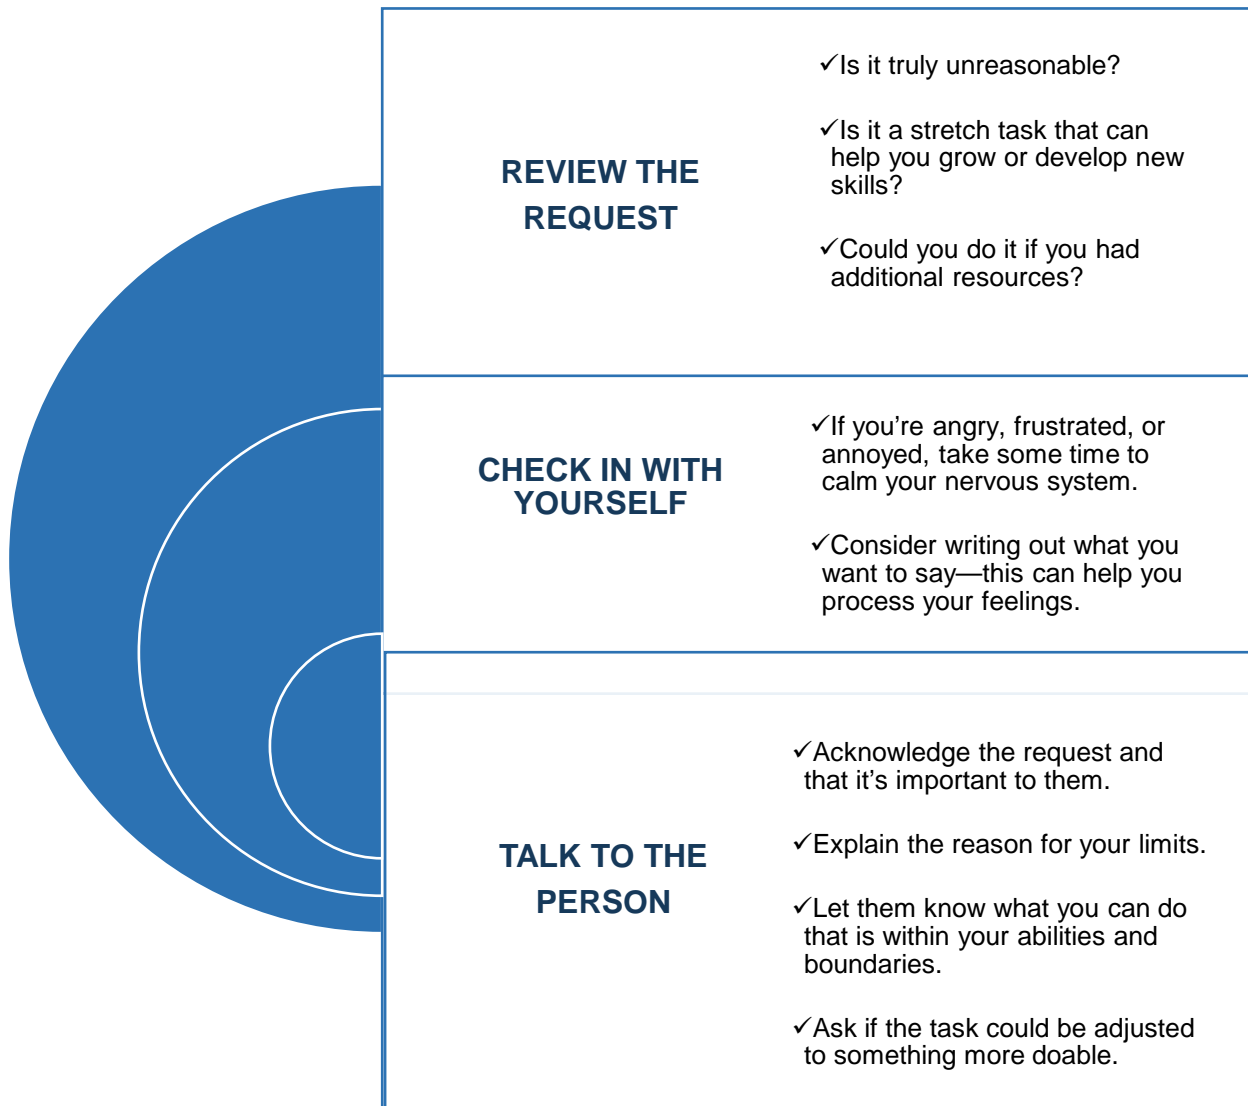 REVIEW THE
REQUEST
✓Is it truly unreasonable?
✓Is it a stretch task that can
help you grow or develop new
skills?
✓Could you do it if you had
additional resources?
CHECK IN WITH
YOURSELF
✓If you’re angry, frustrated, or
annoyed, take some time to
calm your nervous system.
✓Consider writing out what you
want to say—this can help you
process your feelings.
TALK TO THE
PERSON
✓Acknowledge the request and
that it’s important to them.
✓Explain the reason for your limits.
✓Let them know what you can do
that is within your abilities and
boundaries.
✓Ask if the task could be adjusted
to something more doable.